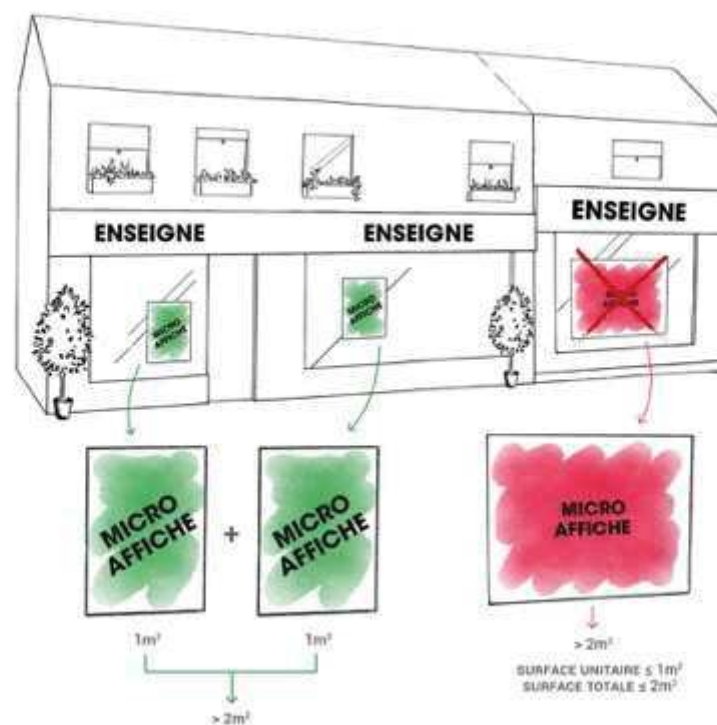 ENSEIGNE
ENSEIGNE
ENSEIGNE
MICRO
AFFICHE
MICRO
AFFICHE
MICRO
AFFICHE
MICRO
AFFICHE
+
MICRO
AFFICHE
MICRO
AFFICHE
1m²
1m²
> 2m²
> 2m²
SURFACE UNITAIRE ≤ 1m²
SURFACE TOTALE ≤ 2m²